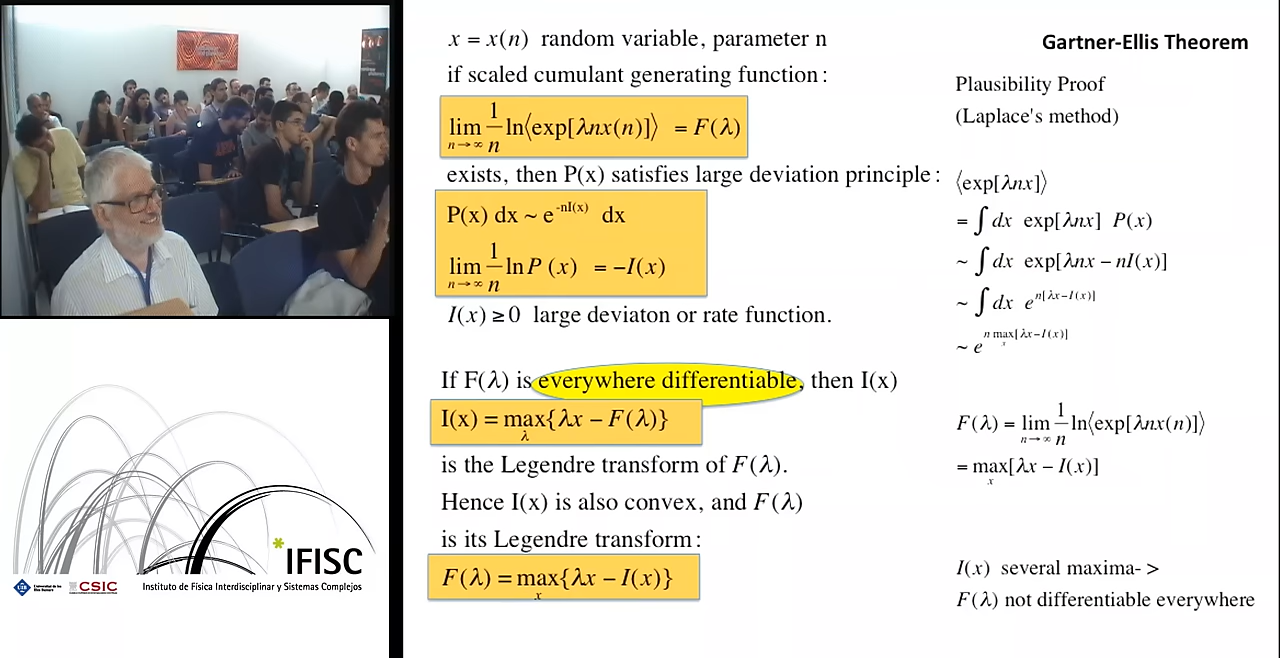 x = x(n) random variable, parameter n
if scaled cumulant generating function :
lim n→∞ 1/n ln⟨exp[λnx(n)]⟩ = F(λ)
exists, then P(x) satisfies large deviation principle :
P(x) dx ~ e^-nI(x) dx
lim n→∞ 1/n ln P (x) = −I(x)
I(x) ≥ 0 large deviaton or rate function.
If F(λ) is everywhere differentiable, then I(x)
I(x) = max λ {λx − F(λ)}
is the Legendre transform of F(λ).
Hence I(x) is also convex, and F(λ)
is its Legendre transform :
F(λ) = max x {λx − I(x)}
Gartner-Ellis Theorem
Plausibility Proof
(Laplace's method)
⟨exp[λnx]⟩
= ∫ dx exp[λnx] P(x)
~ ∫ dx exp[λnx − nI(x)]
~ ∫ dx e^n[λx−I(x)]
~ e^n max x [λx−I(x)]
F(λ) = lim n→∞ 1/n ln⟨exp[λnx(n)]⟩
= max x [λx − I(x)]
I(x) several maxima- >
F(λ) not differentiable everywhere
IFISC
CSIC
Instituto de Física Interdisciplinar y Sistemas Complejos